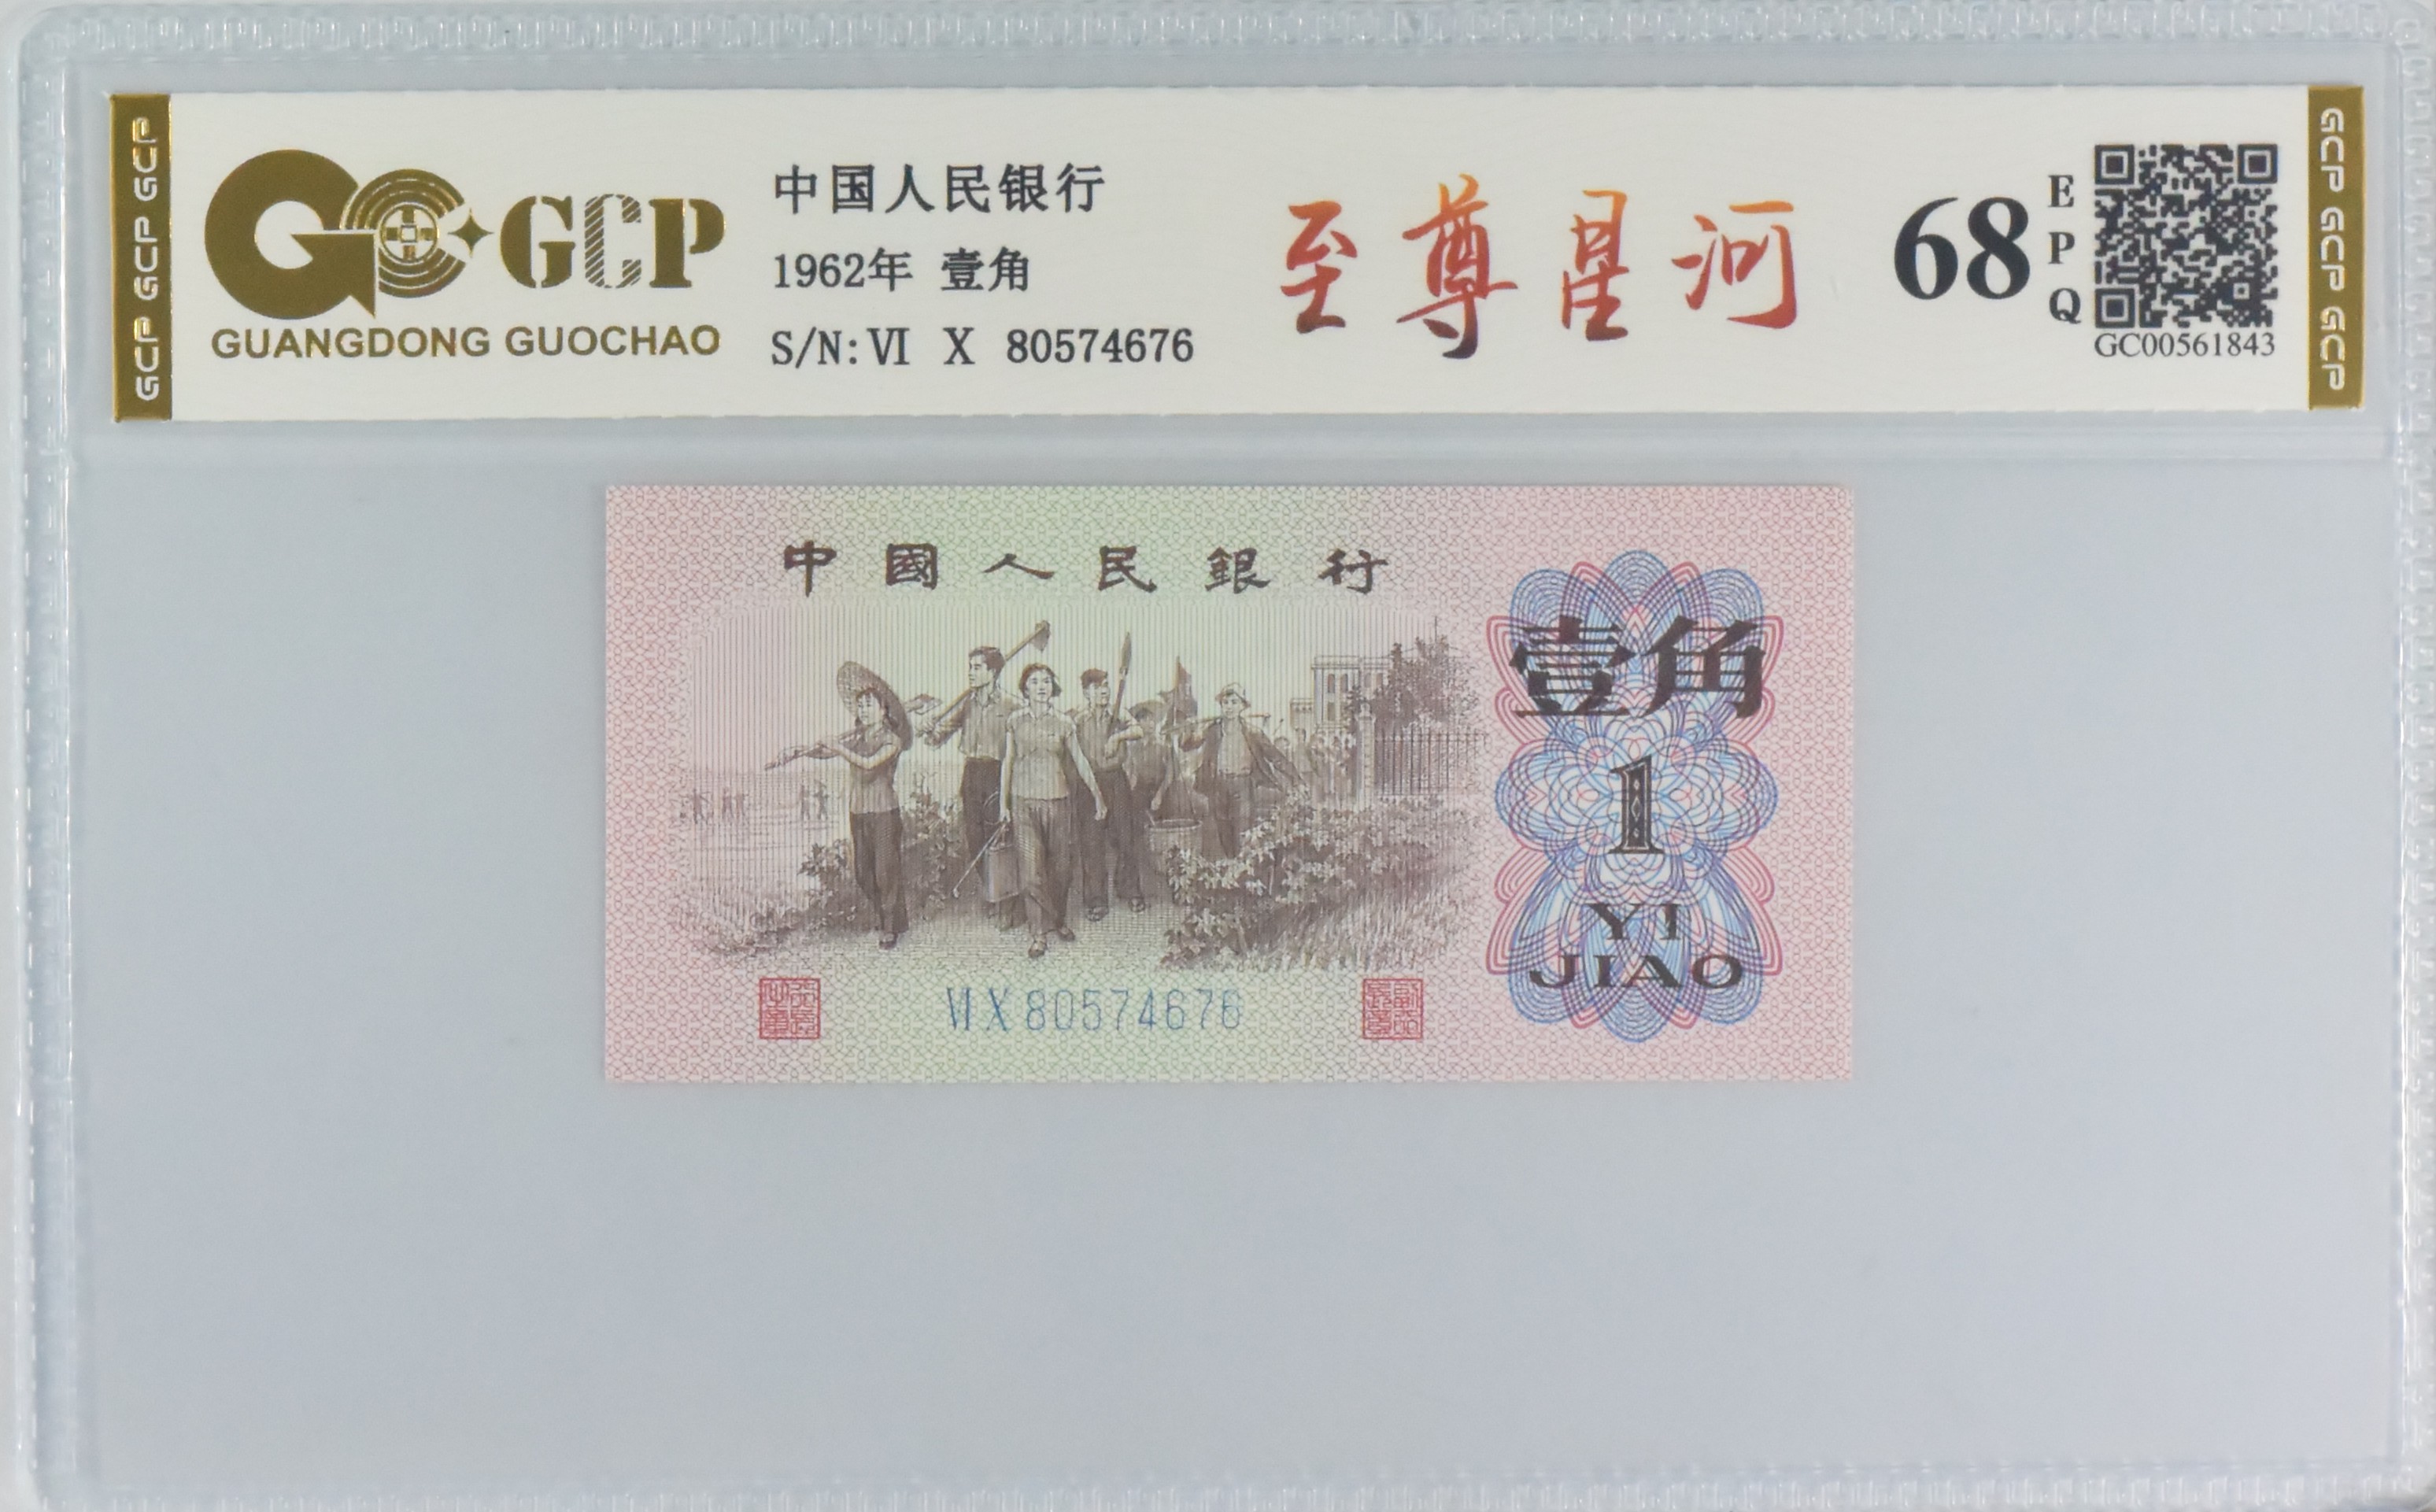 GCP GCP GCP
GCP
GUANGDONG GUOCHAO
中国人民银行
1962年 壹角
S/N: VI X 80574676
至尊星河
68
EPQ
GC00561843
GCP GCP GCP
中國人民銀行
壹角
1
YI
JIAO
VI X 80574676